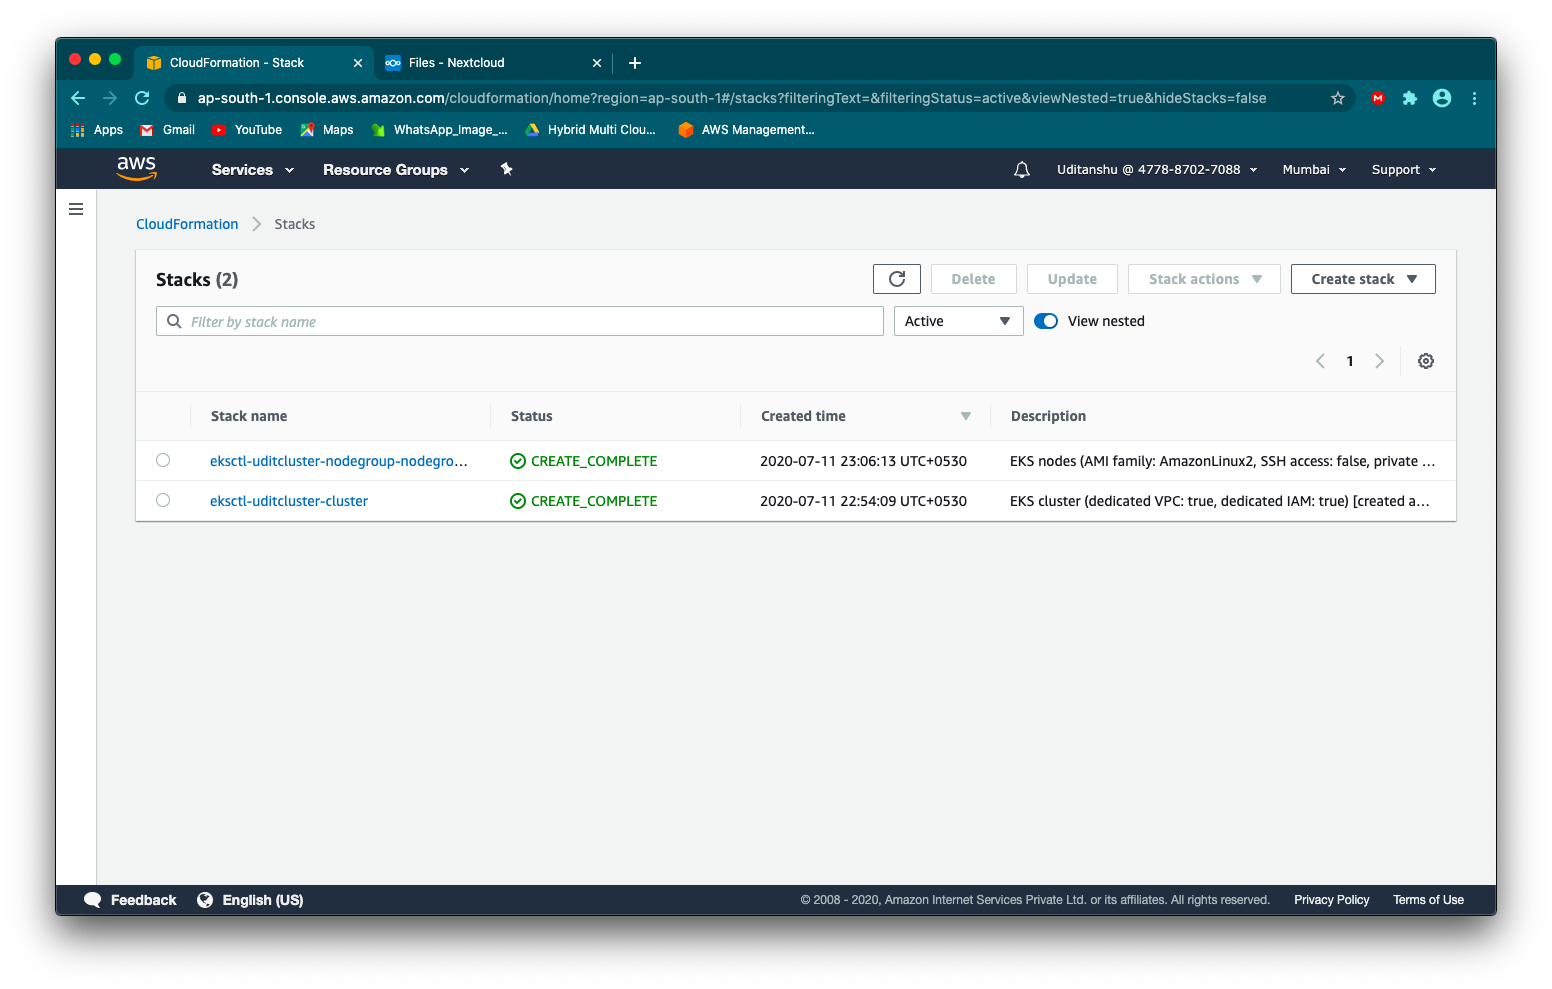 CloudFormation - Stack
Files - Nextcloud
ap-south-1.console.aws.amazon.com/cloudformation/home?region=ap-south-1#/stacks?filteringText=&filteringStatus=active&viewNested=true&hideStacks=false
Apps Gmail YouTube Maps WhatsApp_Image_... Hybrid Multi Clou... AWS Management...
aws Services Resource Groups Uditanshu @ 4778-8702-7088 Mumbai Support
CloudFormation Stacks
Stacks (2) Delete Update Stack actions Create stack
Filter by stack name Active View nested
1
Stack name Status Created time Description
eksctl-uditcluster-nodegroup-nodegro... CREATE_COMPLETE 2020-07-11 23:06:13 UTC+0530 EKS nodes (AMI family: AmazonLinux2, SSH access: false, private ...
eksctl-uditcluster-cluster CREATE_COMPLETE 2020-07-11 22:54:09 UTC+0530 EKS cluster (dedicated VPC: true, dedicated IAM: true) [created a...
Feedback English (US) © 2008 - 2020, Amazon Internet Services Private Ltd. or its affiliates. All rights reserved. Privacy Policy Terms of Use